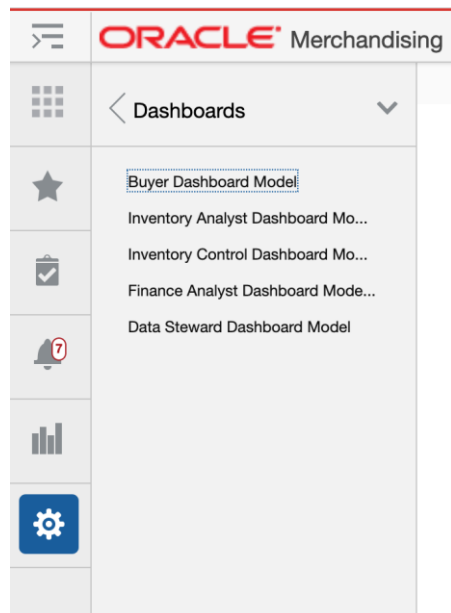 ORACLE Merchandising
Dashboards
Buyer Dashboard Model
Inventory Analyst Dashboard Mo...
Inventory Control Dashboard Mo...
Finance Analyst Dashboard Mode...
Data Steward Dashboard Model
7